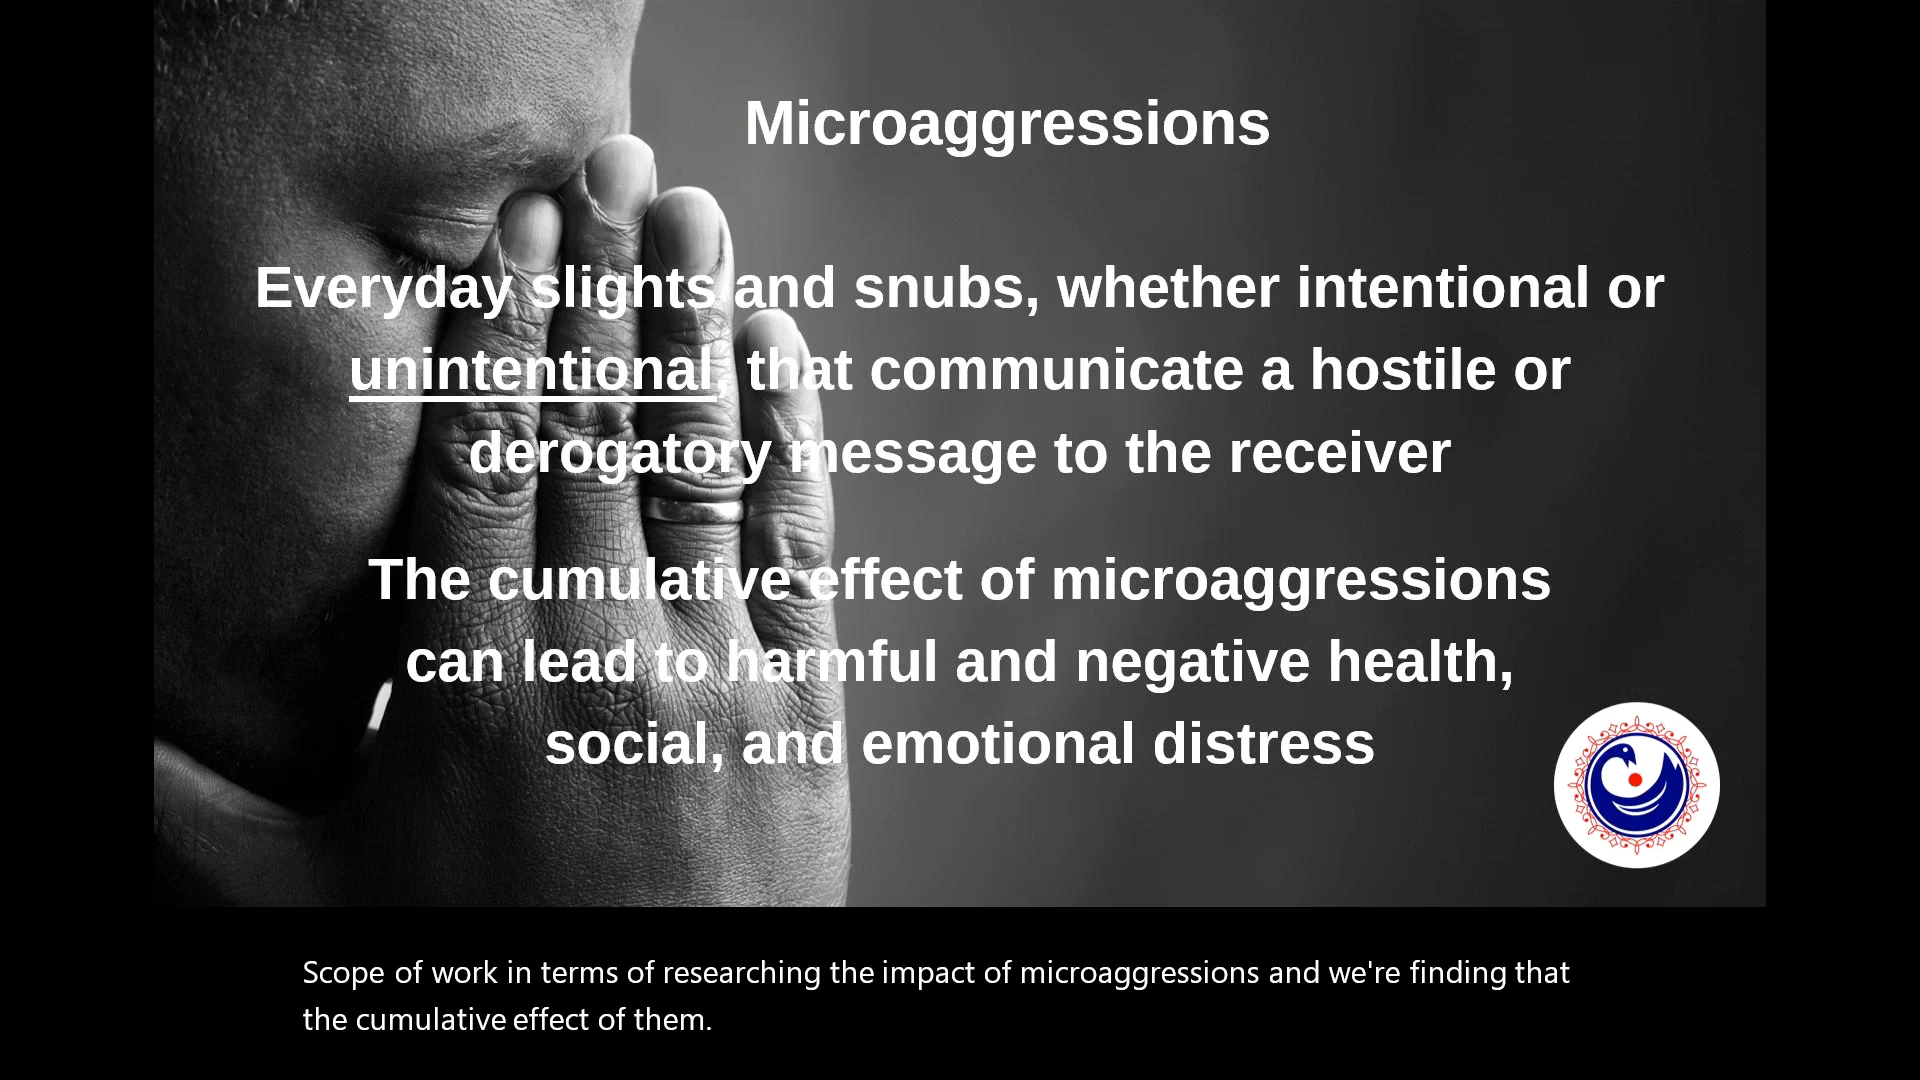 Microaggressions
Everyday slights and snubs, whether intentional or
unintentional, that communicate a hostile or
derogatory message to the receiver
The cumulative effect of microaggressions
can lead to harmful and negative health,
social, and emotional distress
Scope of work in terms of researching the impact of microaggressions and we're finding that
the cumulative effect of them.